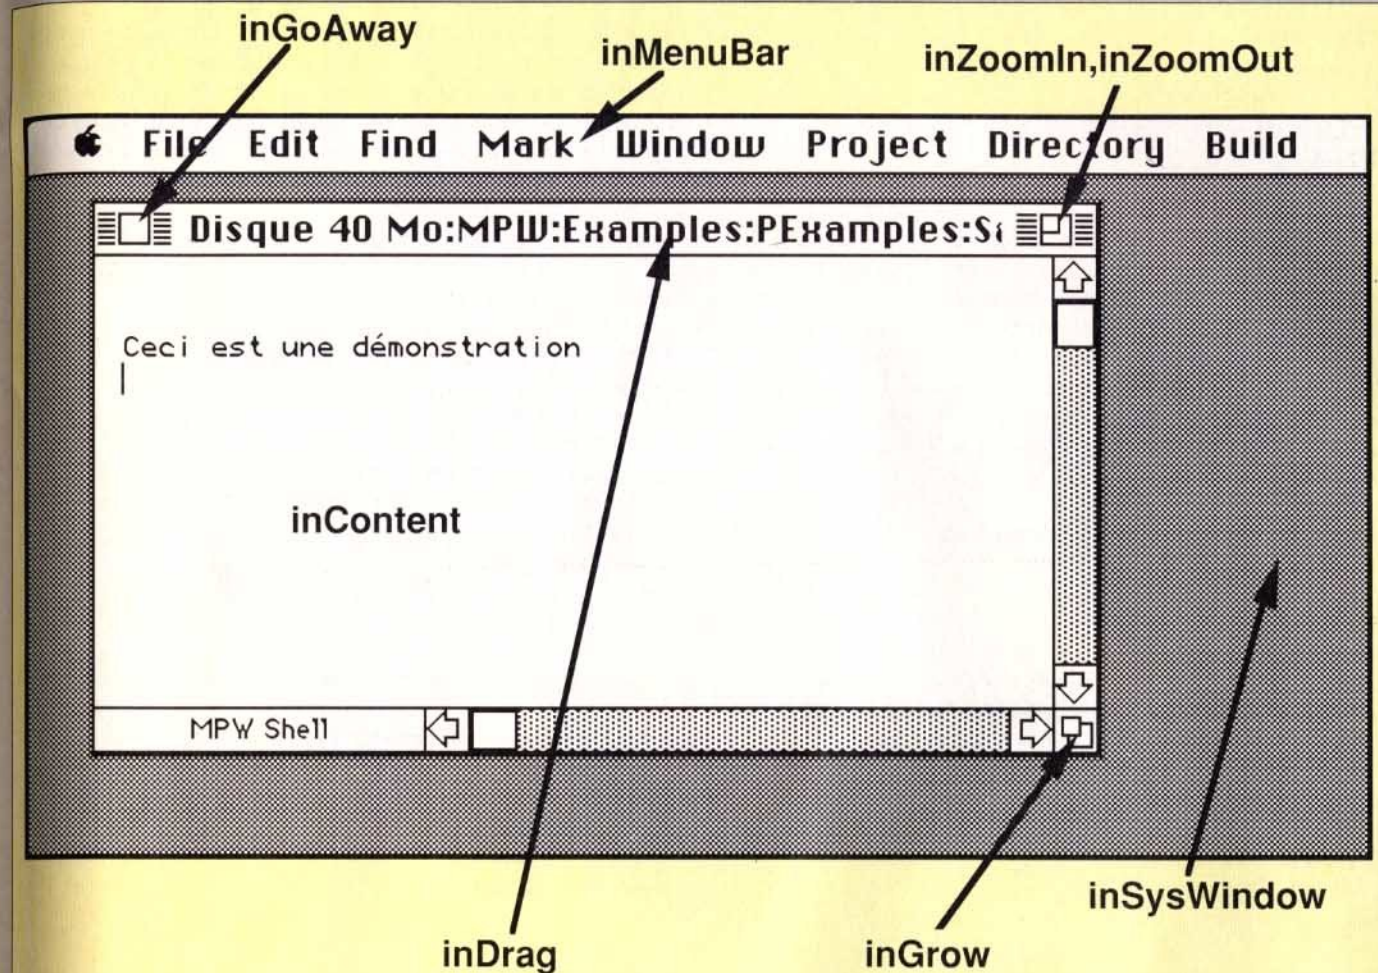 inGoAway
inMenuBar
inZoomIn,inZoomOut
File Edit Find Mark Window Project Directory Build
Disque 40 Mo:MPW:Examples:PExamples:Sa
Ceci est une démonstration
inContent
MPW Shell
inSysWindow
inDrag
inGrow